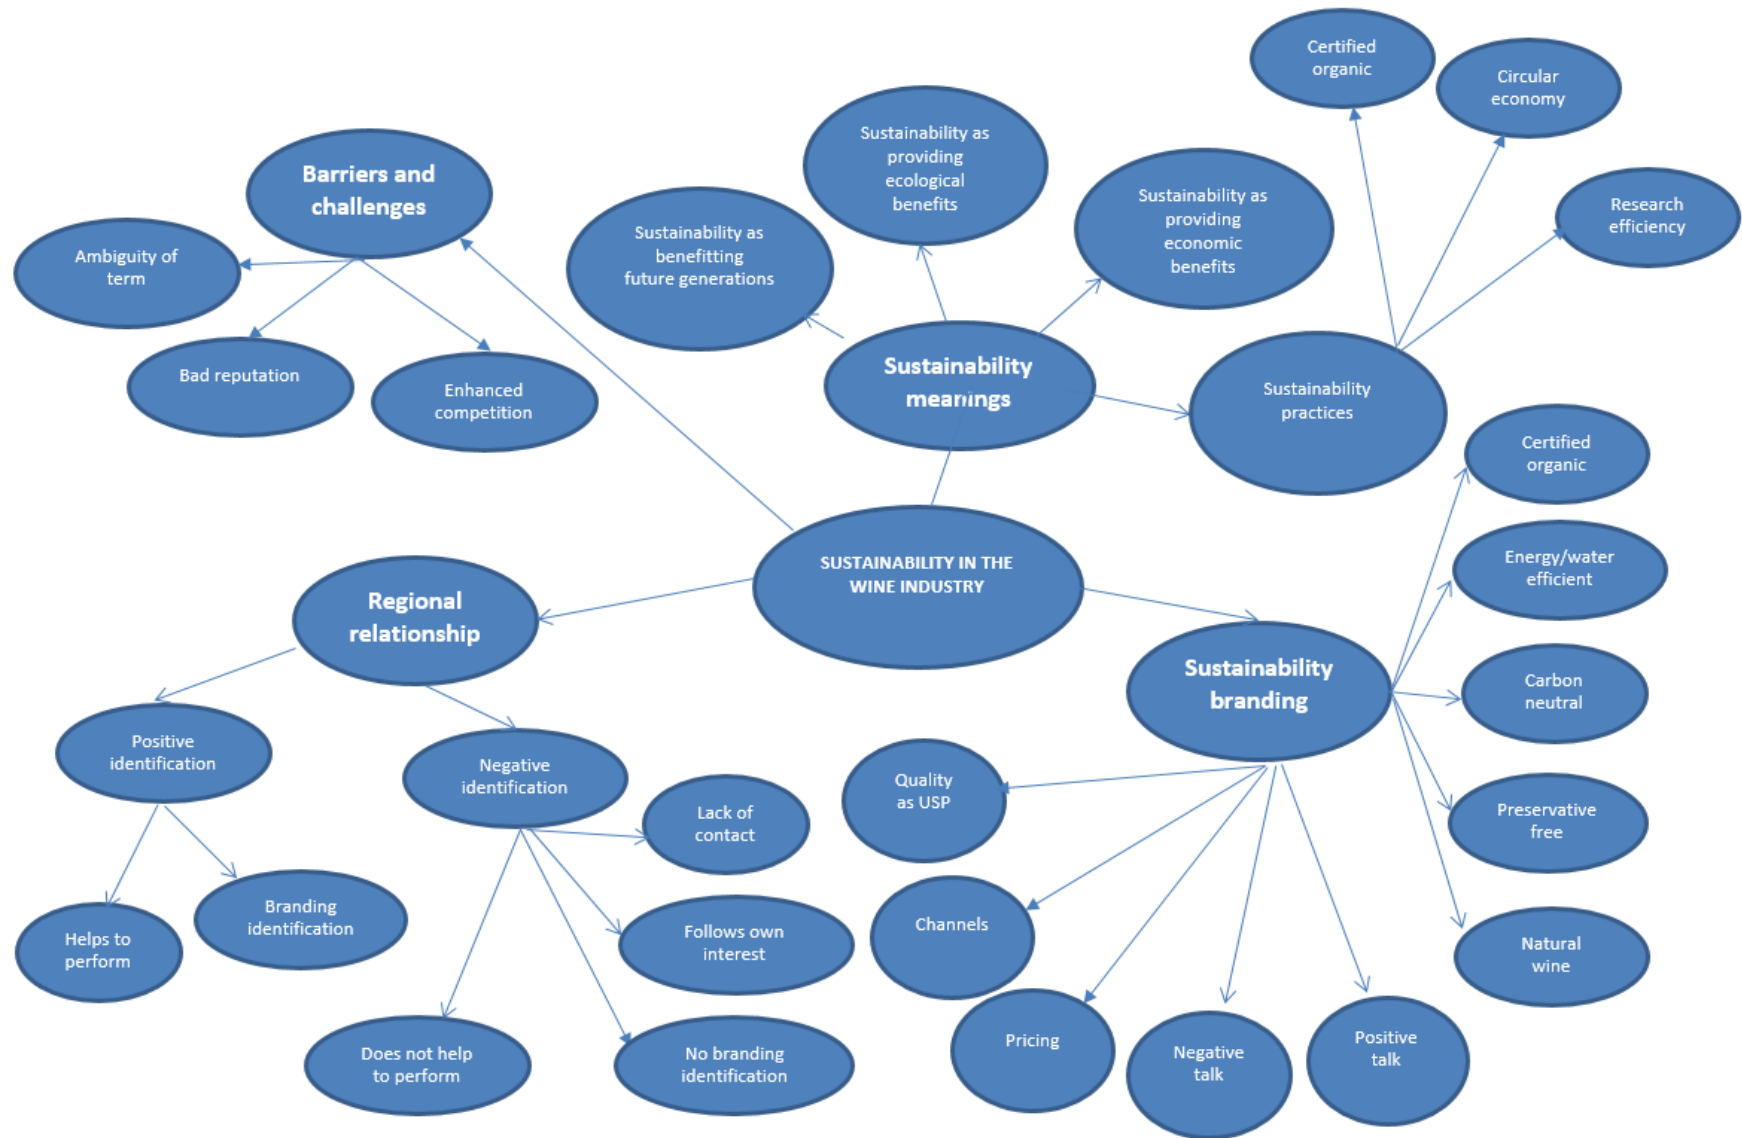 Certified
organic
Circular
economy
Sustainability as
providing
ecological
benefits
Barriers and
challenges
Sustainability as
providing
economic
benefits
Research
efficiency
Ambiguity of
term
Sustainability as
benefitting
future generations
Sustainability
meanings
Bad reputation
Enhanced
competition
Sustainability
practices
Certified
organic
SUSTAINABILITY IN THE
WINE INDUSTRY
Energy/water
efficient
Regional
relationship
Sustainability
branding
Carbon
neutral
Positive
identification
Negative
identification
Quality
as USP
Lack of
contact
Preservative
free
Branding
identification
Helps to
perform
Follows own
interest
Channels
Natural
wine
Does not help
to perform
No branding
identification
Pricing
Negative
talk
Positive
talk